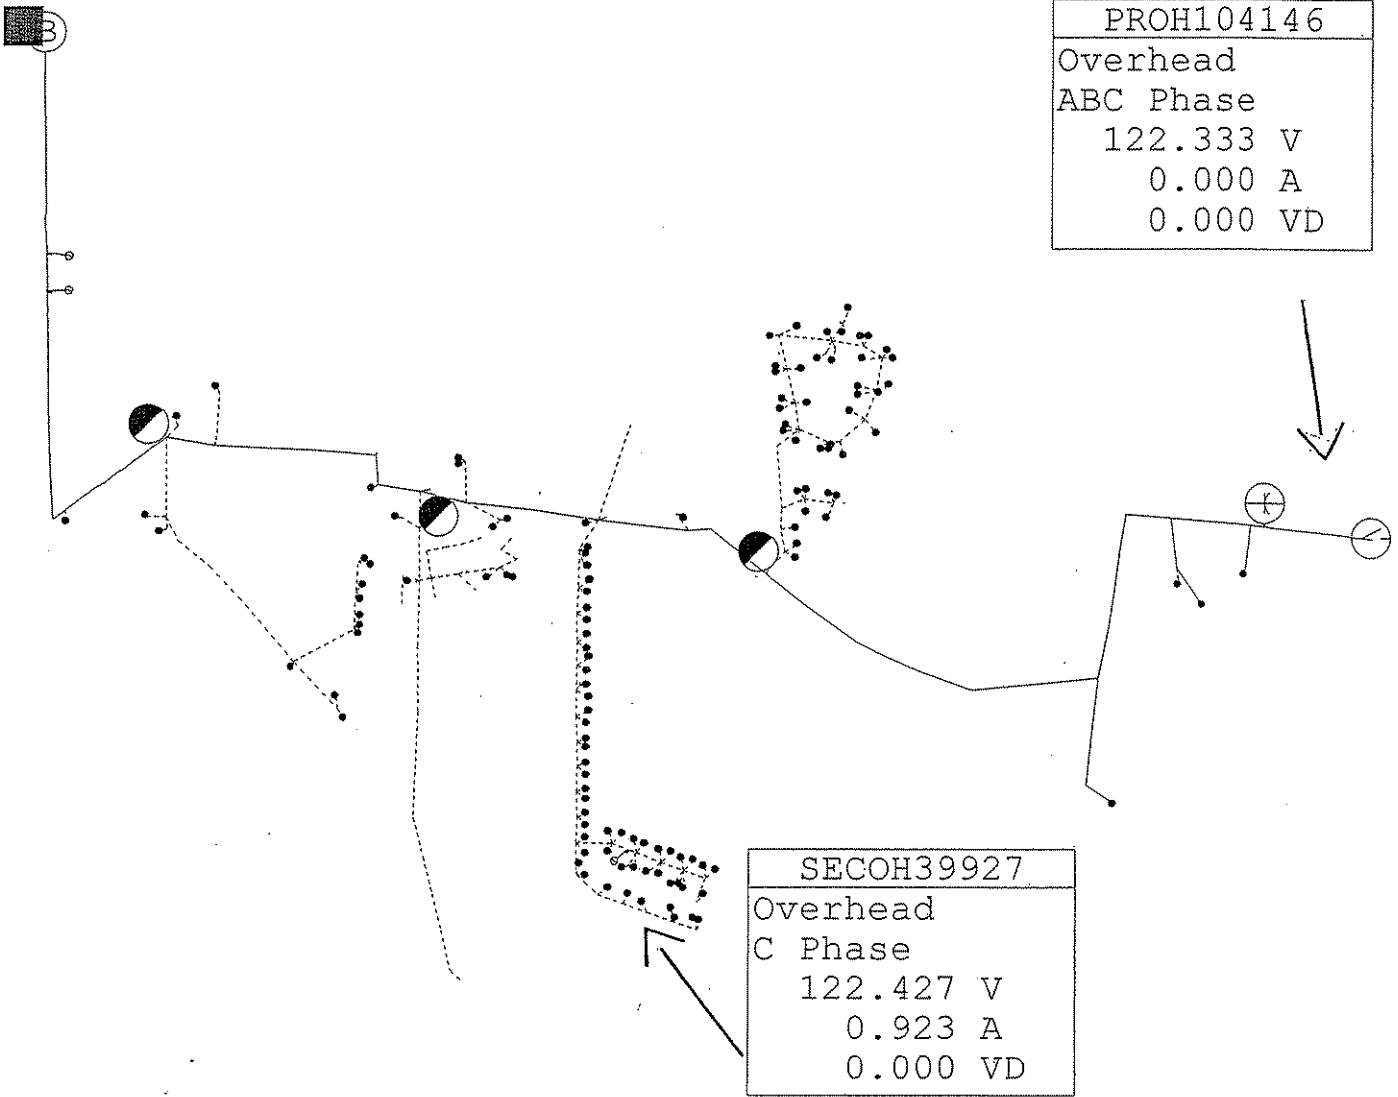 B
PROH104146
Overhead
ABC Phase
122.333 V
0.000 A
0.000 VD
SECOH39927
Overhead
C Phase
122.427 V
0.923 A
0.000 VD